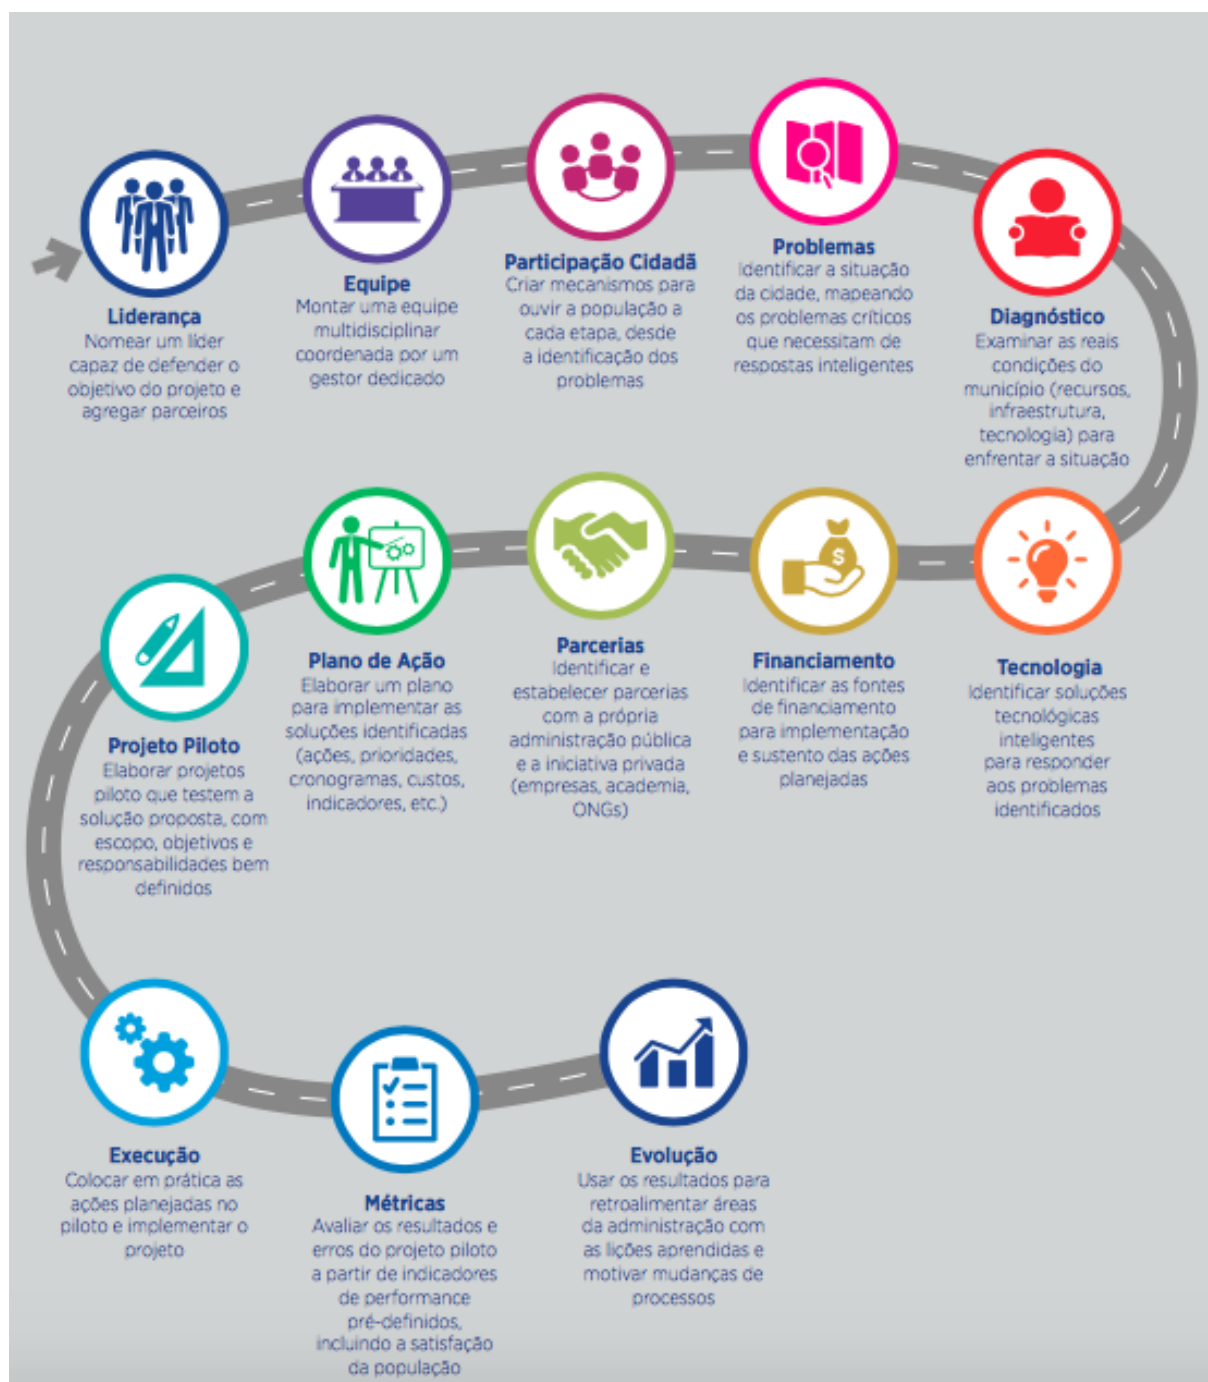 Liderança
Nomear um líder
capaz de defender o
objetivo do projeto e
agregar parceiros
Equipe
Montar uma equipe
multidisciplinar
coordenada por um
gestor dedicado
Participação Cidadã
Criar mecanismos para
ouvir a população a
cada etapa, desde
a identificação dos
problemas
Problemas
Identificar a situação
da cidade, mapeando
os problemas críticos
que necessitam de
respostas inteligentes
Diagnóstico
Examinar as reais
condições do
município (recursos,
infraestrutura,
tecnologia) para
enfrentar a situação
Tecnologia
Identificar soluções
tecnológicas
inteligentes
para responder
aos problemas
identificados
Financiamento
Identificar as fontes
de financiamento
para implementação
e sustento das ações
planejadas
$
Parcerias
Identificar e
estabelecer parcerias
com a própria
administração pública
e a iniciativa privada
(empresas, academia,
ONGs)
Plano de Ação
Elaborar um plano
para implementar as
soluções identificadas
(ações, prioridades,
cronogramas, custos,
indicadores, etc.)
Projeto Piloto
Elaborar projetos
piloto que testem a
solução proposta, com
escopo, objetivos e
responsabilidades bem
definidos
Execução
Colocar em prática as
ações planejadas no
piloto e implementar o
projeto
Métricas
Avaliar os resultados e
erros do projeto piloto
a partir de indicadores
de performance
pré-definidos,
incluindo a satisfação
da população
Evolução
Usar os resultados para
retroalimentar áreas
da administração com
as lições aprendidas e
motivar mudanças de
processos